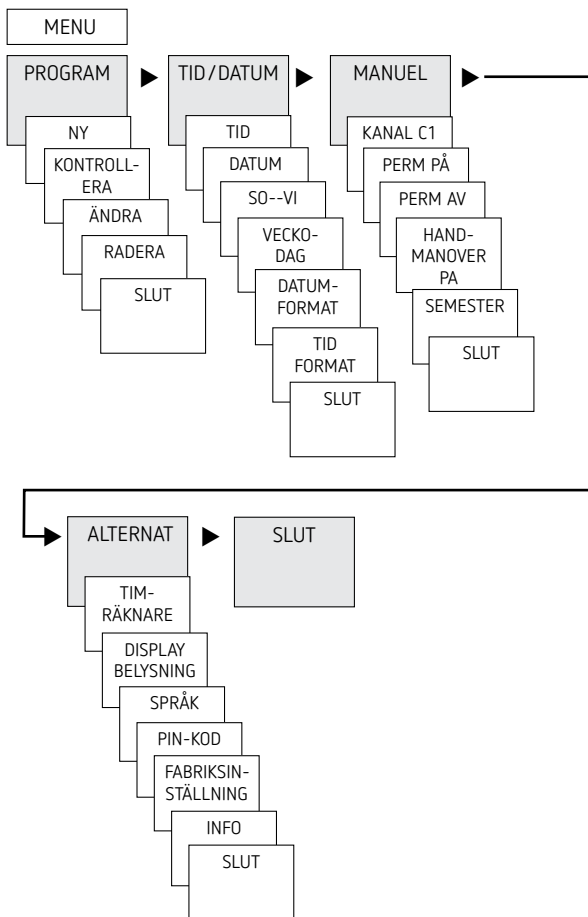 MENU
PROGRAM
NY
KONTROLL-
ERA
ÄNDRA
RADERA
SLUT
TID/DATUM
TID
DATUM
SO--VI
VECKO-
DAG
DATUM-
FORMAT
TID
FORMAT
SLUT
MANUEL
KANAL C1
PERM PÅ
PERM AV
HAND-
MANOVER
PA
SEMESTER
SLUT
ALTERNAT
TIM-
RÄKNARE
DISPLAY
BELYSNING
SPRÅK
PIN-KOD
FABRIKSIN-
STÄLLNING
INFO
SLUT
SLUT